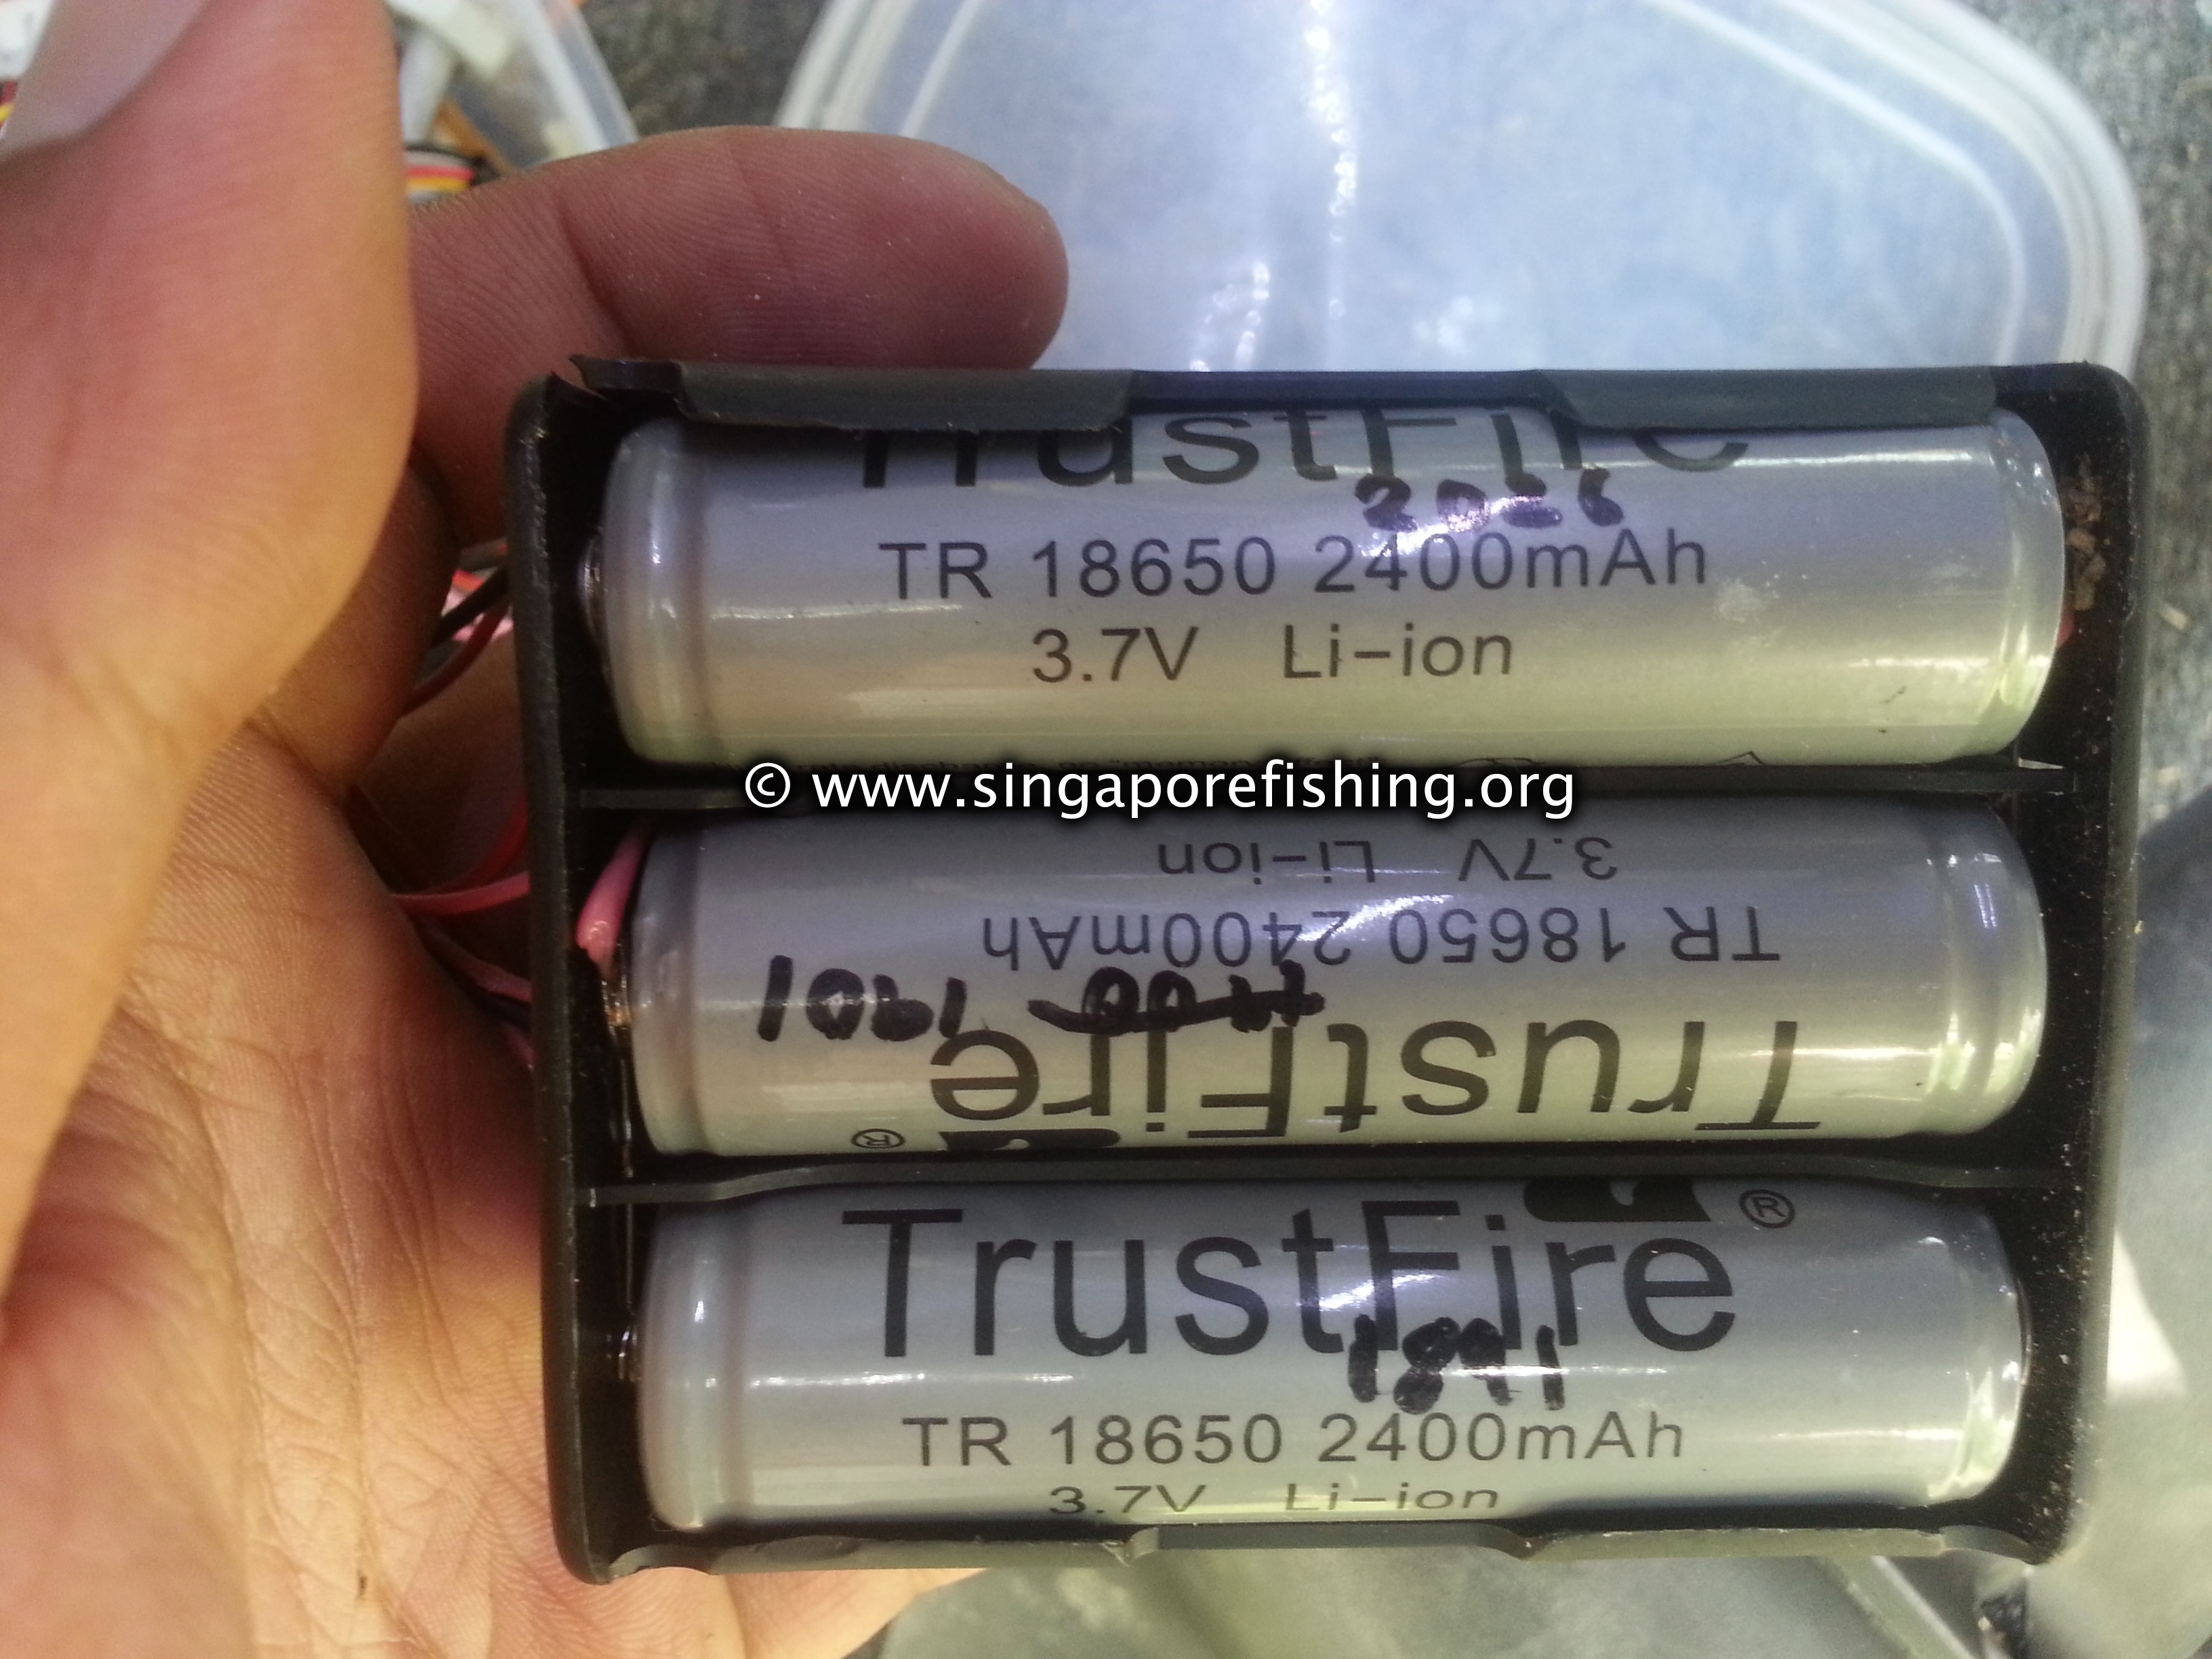 TrustFire
2026
TR 18650 2400mAh
3.7V Li-ion
© www.singaporefishing.org
TrustFire®
1901
TR 18650 2400mAh
3.7V Li-ion
TrustFire®
1891
TR 18650 2400mAh
3.7V Li-ion